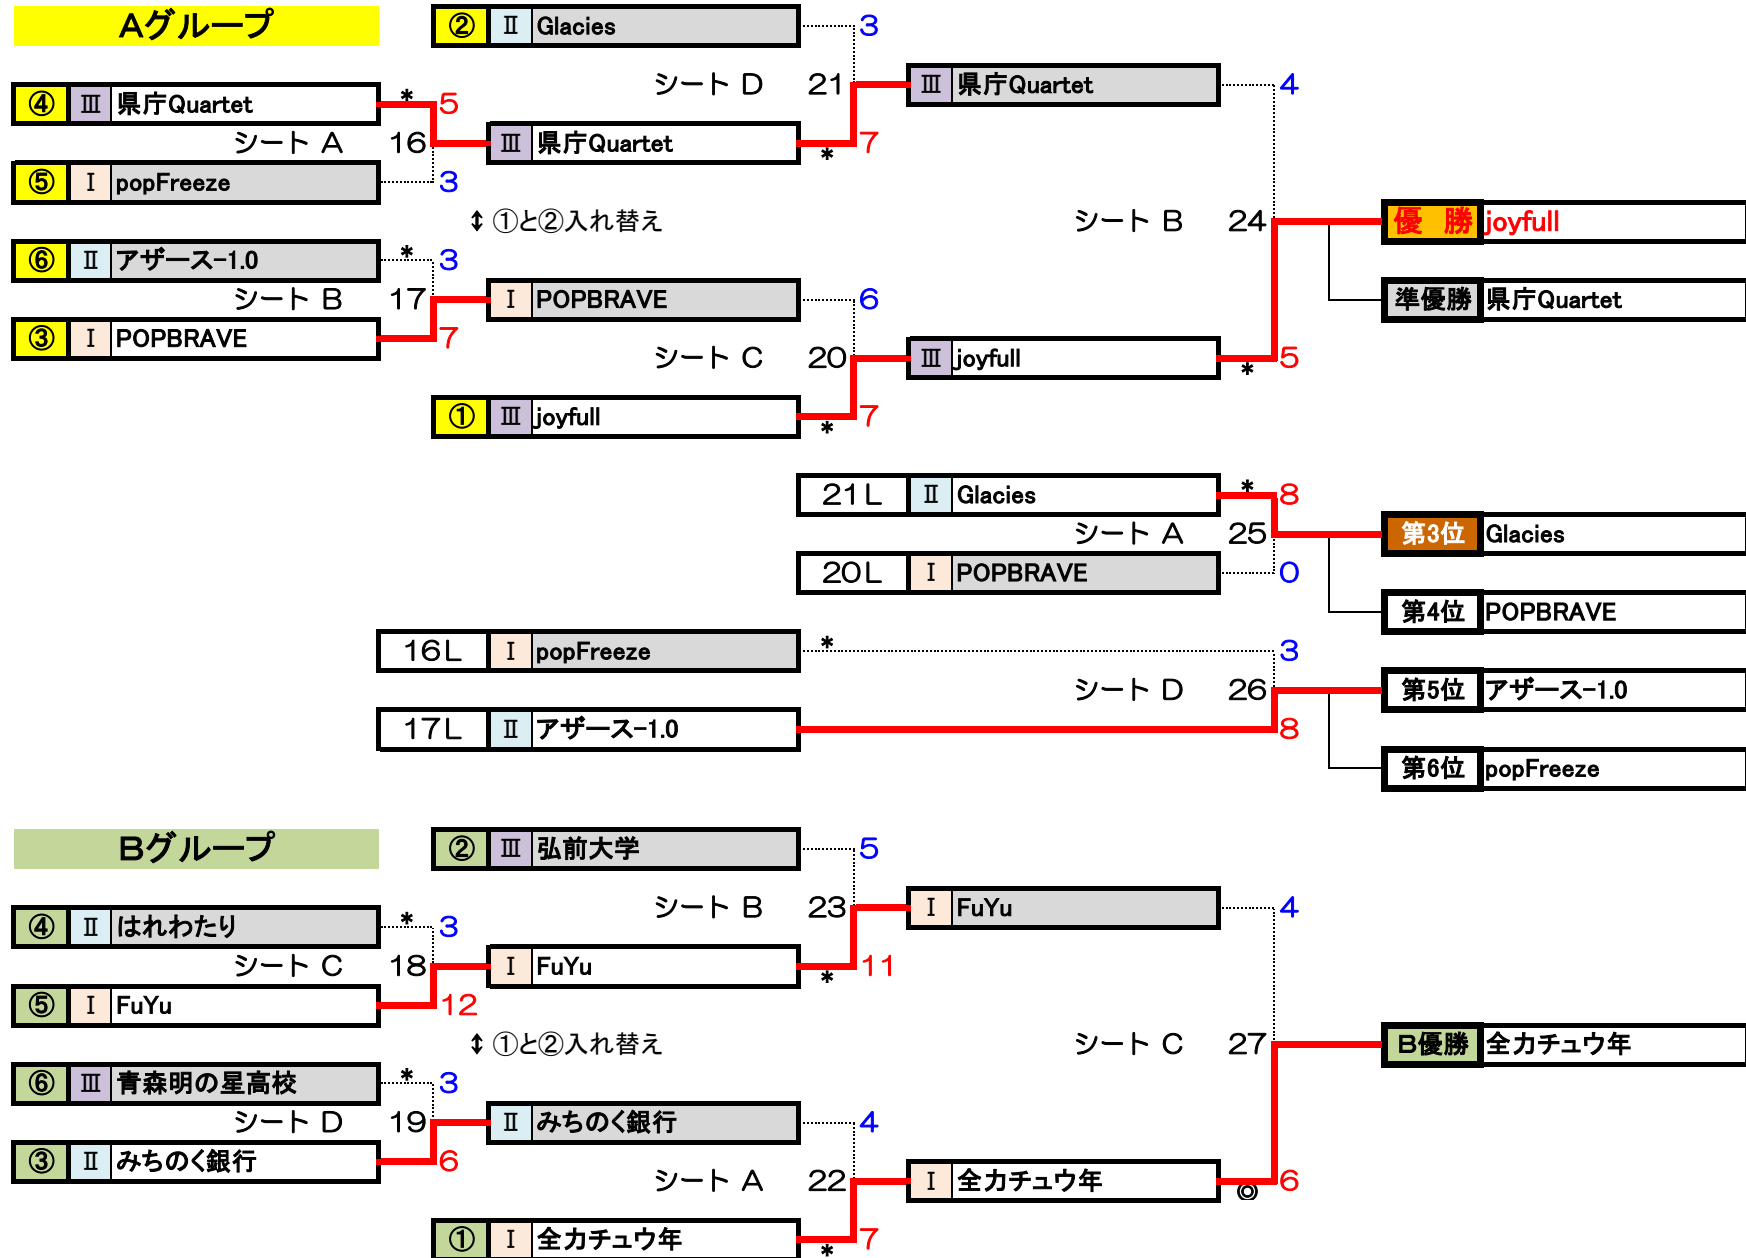 Aグループ
② Ⅱ Glacies 3
シート D 21 Ⅲ 県庁Quartet 4
④ Ⅲ 県庁Quartet * 5
シート A 16 Ⅲ 県庁Quartet * 7
⑤ Ⅰ popFreeze 3
↕ ①と②入れ替え シート B 24 優 勝 joyfull
⑥ Ⅱ アザース-1.0 * 3
シート B 17 Ⅰ POPBRAVE 6 準優勝 県庁Quartet
③ Ⅰ POPBRAVE 7
シート C 20 Ⅲ joyfull * 5
① Ⅲ joyfull * 7
21L Ⅱ Glacies * 8
シート A 25 第3位 Glacies
20L Ⅰ POPBRAVE 0
第4位 POPBRAVE
16L Ⅰ popFreeze * 3
シート D 26 第5位 アザース-1.0
17L Ⅱ アザース-1.0 8
第6位 popFreeze
Bグループ
② Ⅲ 弘前大学 5
シート B 23 Ⅰ FuYu 4
④ Ⅱ はれわたり * 3
シート C 18 Ⅰ FuYu * 11
⑤ Ⅰ FuYu 12
↕ ①と②入れ替え シート C 27 B優勝 全力チュウ年
⑥ Ⅲ 青森明の星高校 * 3
シート D 19 Ⅱ みちのく銀行 4
③ Ⅱ みちのく銀行 6
シート A 22 Ⅰ 全力チュウ年 ◎ 6
① Ⅰ 全力チュウ年 * 7